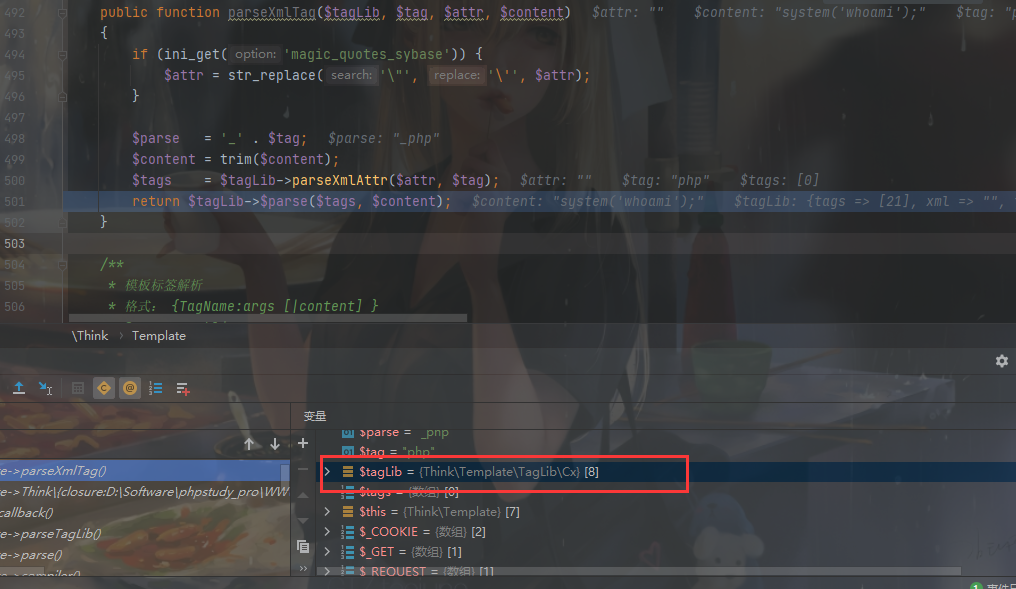 492 public function parseXmlTag($tagLib, $tag, $attr, $content) $attr: "" $content: "system('whoami');" $tag: "p
493 {
494 if (ini_get( option: 'magic_quotes_sybase')) {
495 $attr = str_replace( search: '\"', replace: '\'', $attr);
496 }
497
498 $parse = '_' . $tag; $parse: "_php"
499 $content = trim($content);
500 $tags = $tagLib->parseXmlAttr($attr, $tag); $attr: "" $tag: "php" $tags: [0]
501 return $tagLib->$parse($tags, $content); $content: "system('whoami');" $tagLib: {tags => [21], xml => "",
502 }
503
504 /**
505 * 模板标签解析
506 * 格式： {TagName:args [|content] }
\Think › Template
变量
$parse = _php
$tag = "php"
e->parseXmlTag()
$tagLib = {Think\Template\TagLib\Cx} [8]
e->Think\{closure:D:\Software\phpstudy_pro\WW
$tags = {数组} [0]
callback()
$this = {Think\Template} [7]
e->parseTagLib()
$_COOKIE = {数组} [2]
e->parse()
$_GET = {数组} [1]
e->compiler()
$_REQUEST = {数组} [1]
1